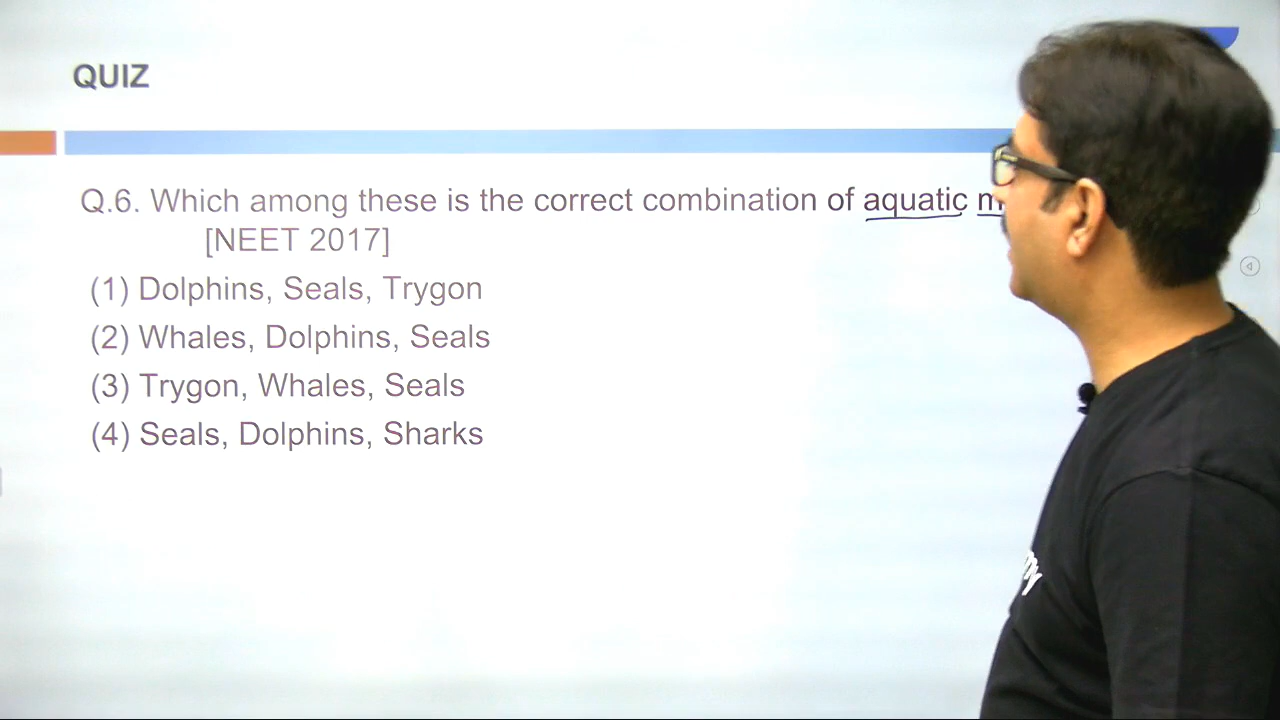 QUIZ
Q.6. Which among these is the correct combination of aquatic
[NEET 2017]
(1) Dolphins, Seals, Trygon
(2) Whales, Dolphins, Seals
(3) Trygon, Whales, Seals
(4) Seals, Dolphins, Sharks